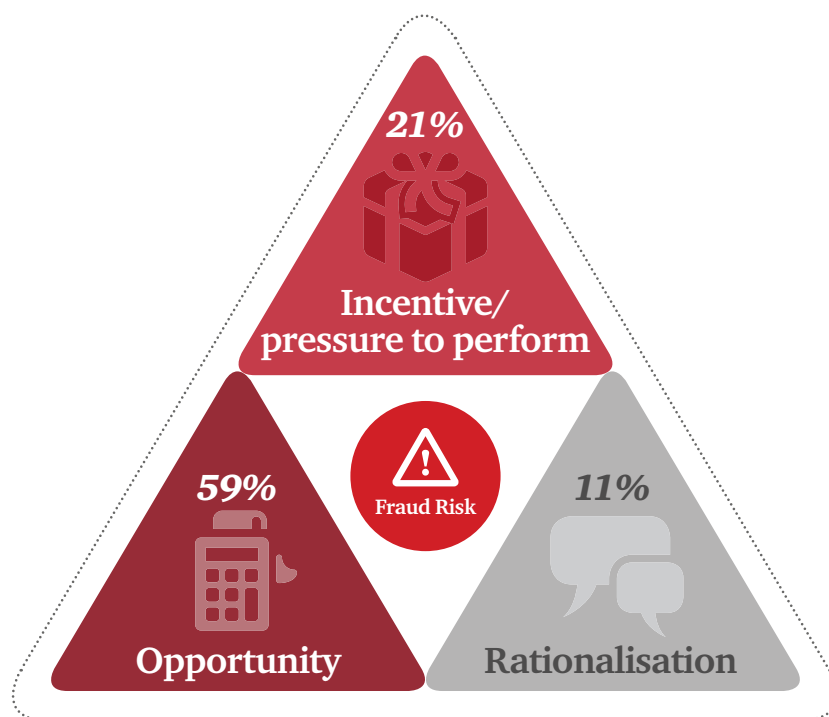 21%
Incentive/
pressure to perform
59%
Opportunity
Fraud Risk
11%
Rationalisation